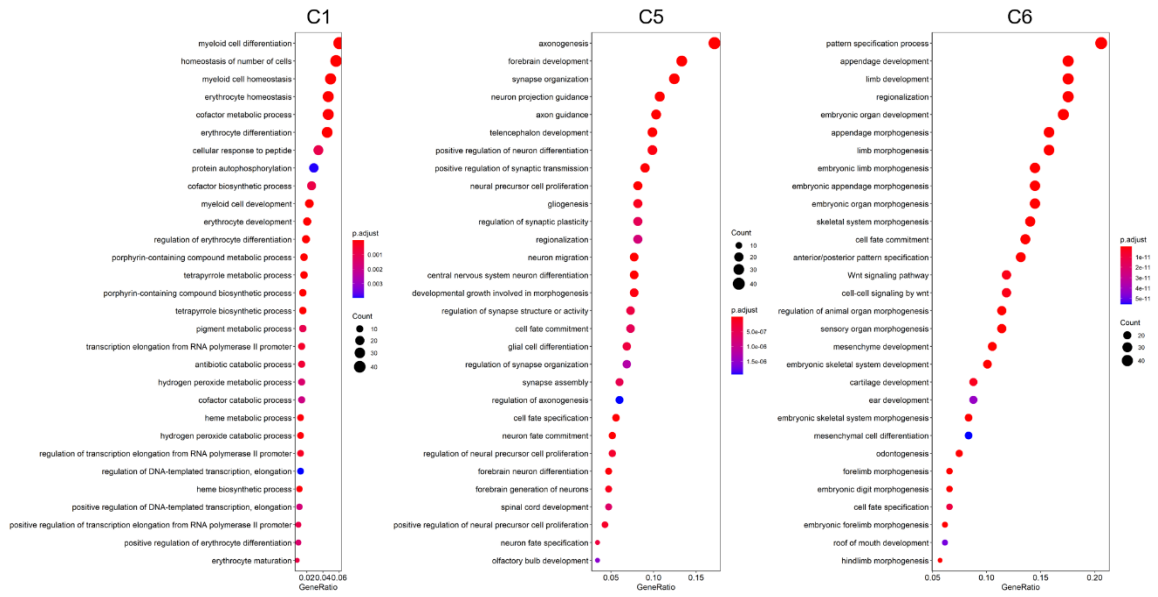 C1
myeloid cell differentiation
homeostasis of number of cells
myeloid cell homeostasis
erythrocyte homeostasis
cofactor metabolic process
erythrocyte differentiation
cellular response to peptide
protein autophosphorylation
cofactor biosynthetic process
myeloid cell development
erythrocyte development
regulation of erythrocyte differentiation
porphyrin-containing compound metabolic process
tetrapyrrole metabolic process
porphyrin-containing compound biosynthetic process
tetrapyrrole biosynthetic process
pigment metabolic process
transcription elongation from RNA polymerase II promoter
antibiotic catabolic process
hydrogen peroxide metabolic process
cofactor catabolic process
heme metabolic process
hydrogen peroxide catabolic process
regulation of transcription elongation from RNA polymerase II promoter
regulation of DNA-templated transcription, elongation
heme biosynthetic process
positive regulation of DNA-templated transcription, elongation
positive regulation of transcription elongation from RNA polymerase II promoter
positive regulation of erythrocyte differentiation
erythrocyte maturation
0.02 0.04 0.06
GeneRatio
p.adjust
0.001
0.002
0.003
Count
10
20
30
40
C5
axonogenesis
forebrain development
synapse organization
neuron projection guidance
axon guidance
telencephalon development
positive regulation of neuron differentiation
positive regulation of synaptic transmission
neural precursor cell proliferation
gliogenesis
regulation of synaptic plasticity
regionalization
neuron migration
central nervous system neuron differentiation
developmental growth involved in morphogenesis
regulation of synapse structure or activity
cell fate commitment
glial cell differentiation
regulation of synapse organization
synapse assembly
regulation of axonogenesis
cell fate specification
neuron fate commitment
regulation of neural precursor cell proliferation
forebrain neuron differentiation
forebrain generation of neurons
spinal cord development
positive regulation of neural precursor cell proliferation
neuron fate specification
olfactory bulb development
0.05 0.10 0.15
GeneRatio
Count
10
20
30
40
p.adjust
5.0e-07
1.0e-06
1.5e-06
C6
pattern specification process
appendage development
limb development
regionalization
embryonic organ development
appendage morphogenesis
limb morphogenesis
embryonic limb morphogenesis
embryonic appendage morphogenesis
embryonic organ morphogenesis
skeletal system morphogenesis
cell fate commitment
anterior/posterior pattern specification
Wnt signaling pathway
cell-cell signaling by wnt
regulation of animal organ morphogenesis
sensory organ morphogenesis
mesenchyme development
embryonic skeletal system development
cartilage development
ear development
embryonic skeletal system morphogenesis
mesenchymal cell differentiation
odontogenesis
forelimb morphogenesis
embryonic digit morphogenesis
cell fate specification
embryonic forelimb morphogenesis
roof of mouth development
hindlimb morphogenesis
0.05 0.10 0.15 0.20
GeneRatio
p.adjust
1e-11
2e-11
3e-11
4e-11
5e-11
Count
20
30
40